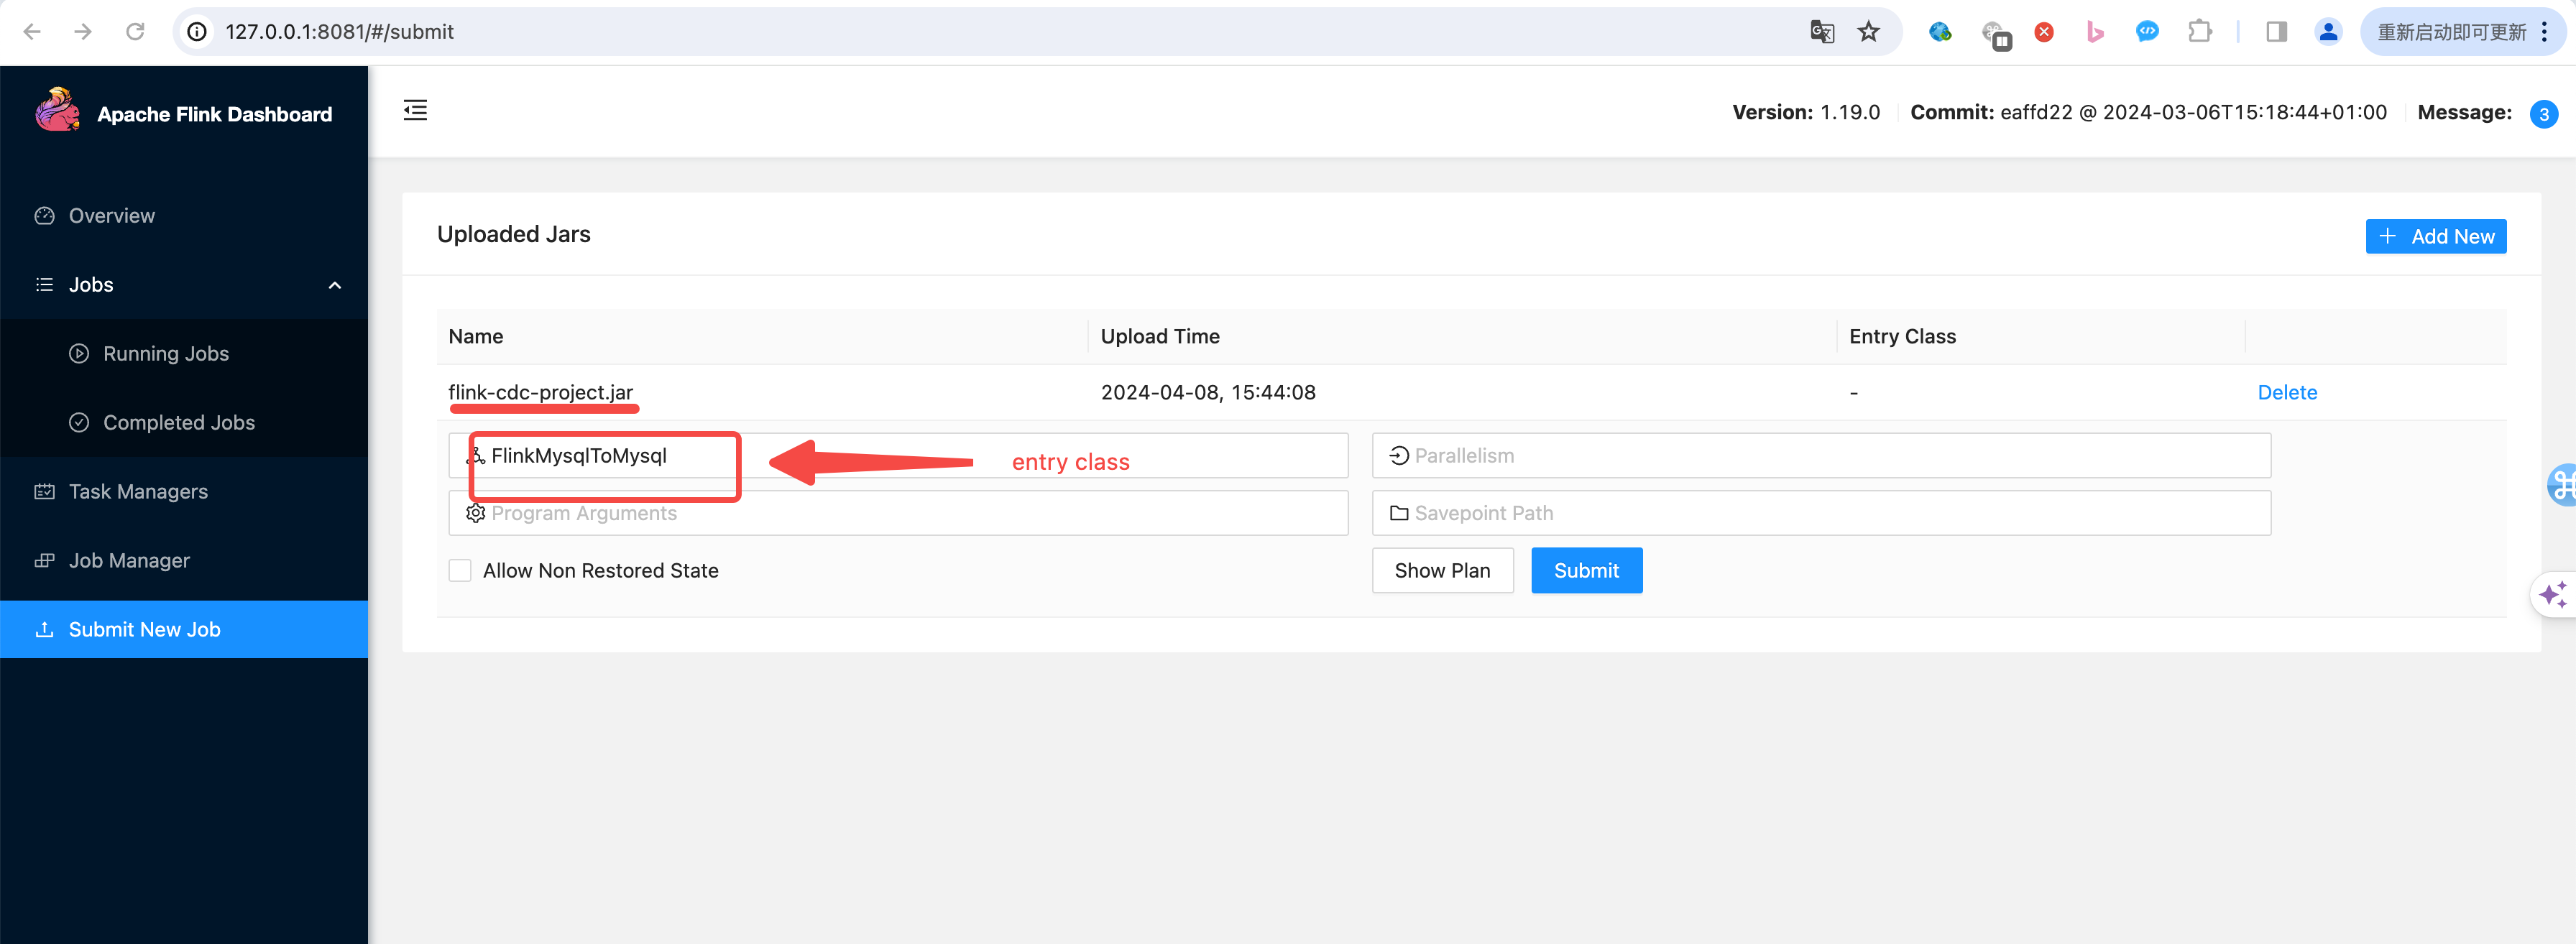 127.0.0.1:8081/#/submit
重新启动即可更新
Apache Flink Dashboard
Version: 1.19.0 Commit: eaffd22 @ 2024-03-06T15:18:44+01:00 Message: 3
Overview
Jobs
Running Jobs
Completed Jobs
Task Managers
Job Manager
Submit New Job
Uploaded Jars
+ Add New
Name Upload Time Entry Class
flink-cdc-project.jar 2024-04-08, 15:44:08 - Delete
FlinkMysqlToMysql
entry class
Parallelism
Program Arguments
Savepoint Path
Allow Non Restored State
Show Plan
Submit